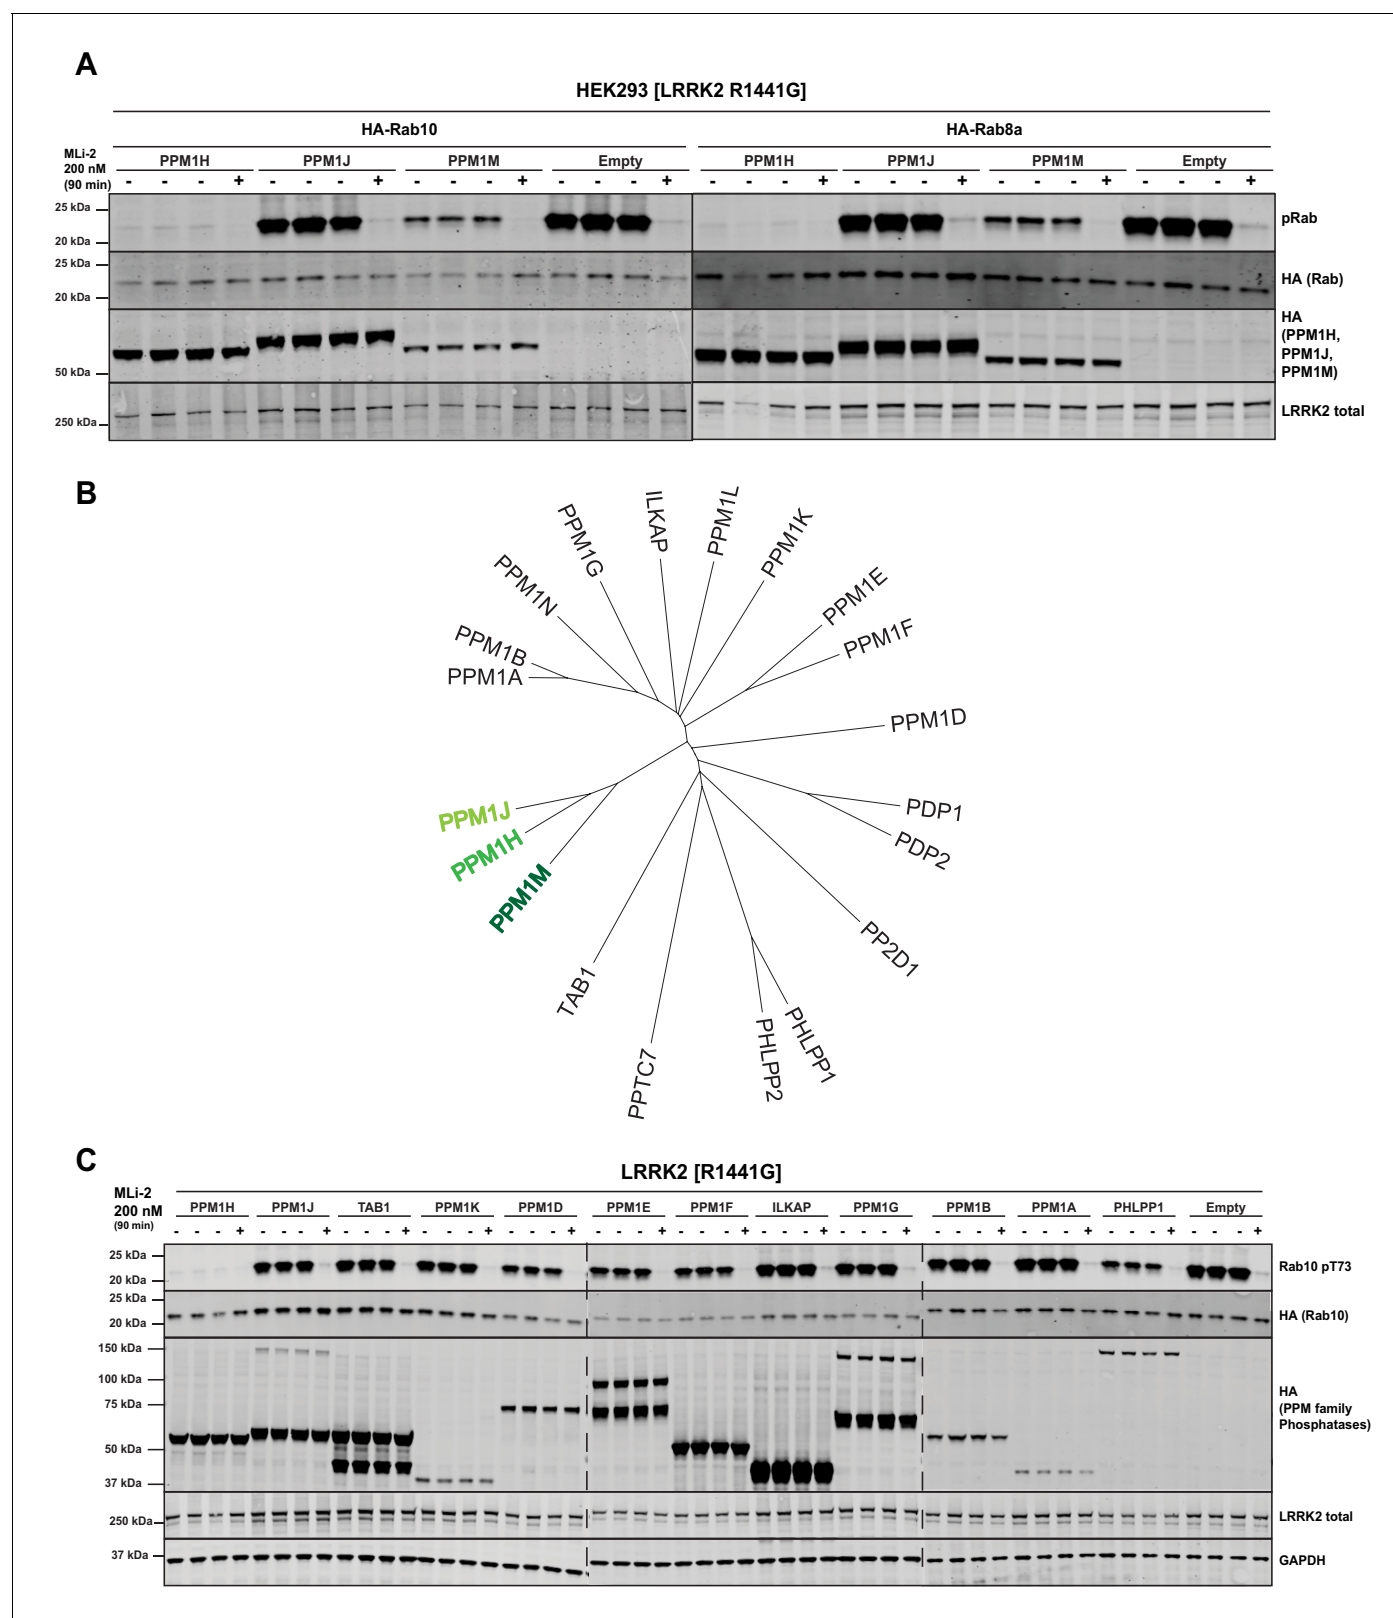 A
HEK293 [LRRK2 R1441G]
HA-Rab10 HA-Rab8a
MLi-2
200 nM
(90 min)
PPM1H PPM1J PPM1M Empty PPM1H PPM1J PPM1M Empty
- - - + - - - + - - - + - - - + - - - + - - - + - - - + - - - +
25 kDa
20 kDa
pRab
25 kDa
20 kDa
HA (Rab)
50 kDa
HA
(PPM1H,
PPM1J,
PPM1M)
250 kDa
LRRK2 total
B
ILKAP
PPM1L
PPM1K
PPM1G
PPM1N
PPM1E
PPM1F
PPM1B
PPM1A
PPM1D
PPM1J
PPM1H
PPM1M
PDP1
PDP2
PP2D1
TAB1
PPTC7
PHLPP2
PHLPP1
C
LRRK2 [R1441G]
MLi-2
200 nM
(90 min)
PPM1H PPM1J TAB1 PPM1K PPM1D PPM1E PPM1F ILKAP PPM1G PPM1B PPM1A PHLPP1 Empty
- - - + - - - + - - - + - - - + - - - + - - - + - - - + - - - + - - - + - - - + - - - + - - - + - - - +
25 kDa
20 kDa
Rab10 pT73
25 kDa
20 kDa
HA (Rab10)
150 kDa
100 kDa
75 kDa
50 kDa
37 kDa
HA
(PPM family
Phosphatases)
250 kDa
LRRK2 total
37 kDa
GAPDH